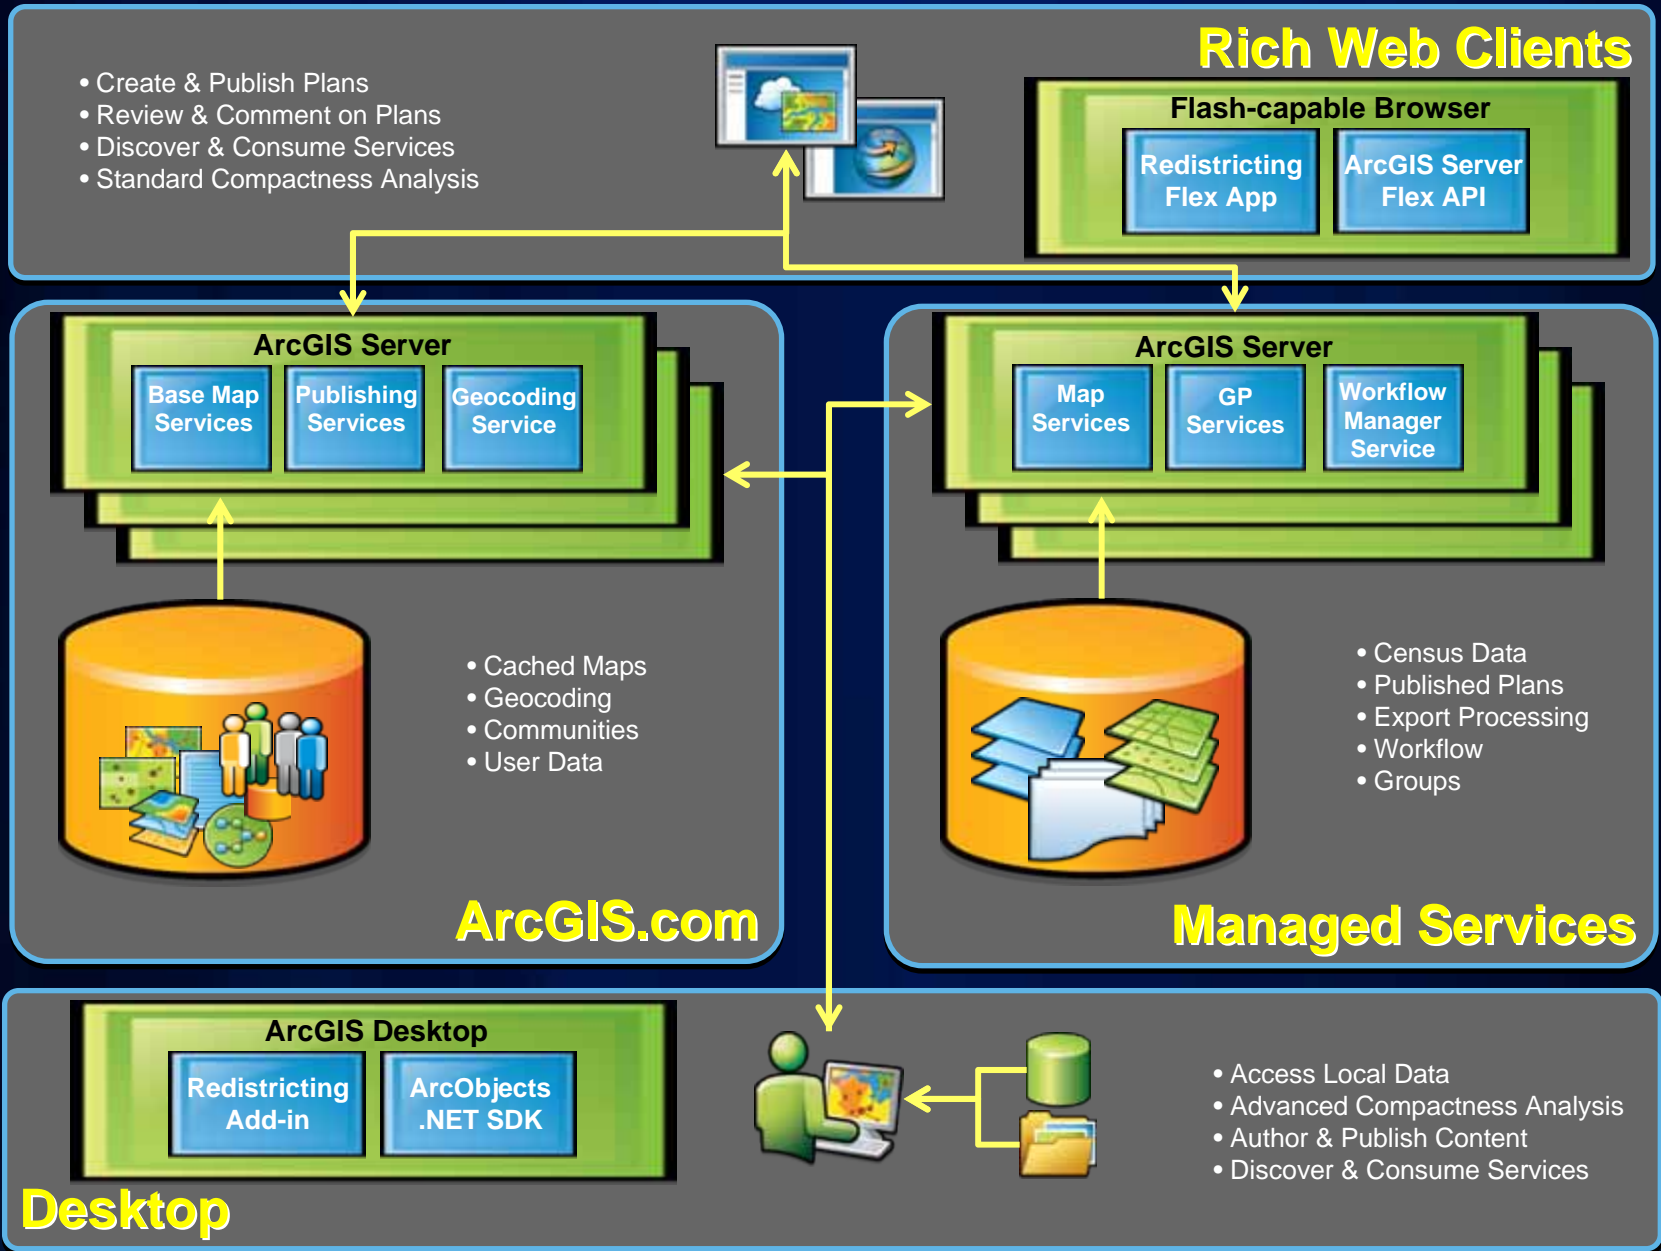 Rich Web Clients
• Create & Publish Plans
• Review & Comment on Plans
• Discover & Consume Services
• Standard Compactness Analysis
Flash-capable Browser
Redistricting
Flex App
ArcGIS Server
Flex API
ArcGIS Server
Base Map
Services
Publishing
Services
Geocoding
Service
• Cached Maps
• Geocoding
• Communities
• User Data
ArcGIS.com
ArcGIS Server
Map
Services
GP
Services
Workflow
Manager
Service
• Census Data
• Published Plans
• Export Processing
• Workflow
• Groups
Managed Services
ArcGIS Desktop
Redistricting
Add-in
ArcObjects
.NET SDK
• Access Local Data
• Advanced Compactness Analysis
• Author & Publish Content
• Discover & Consume Services
Desktop